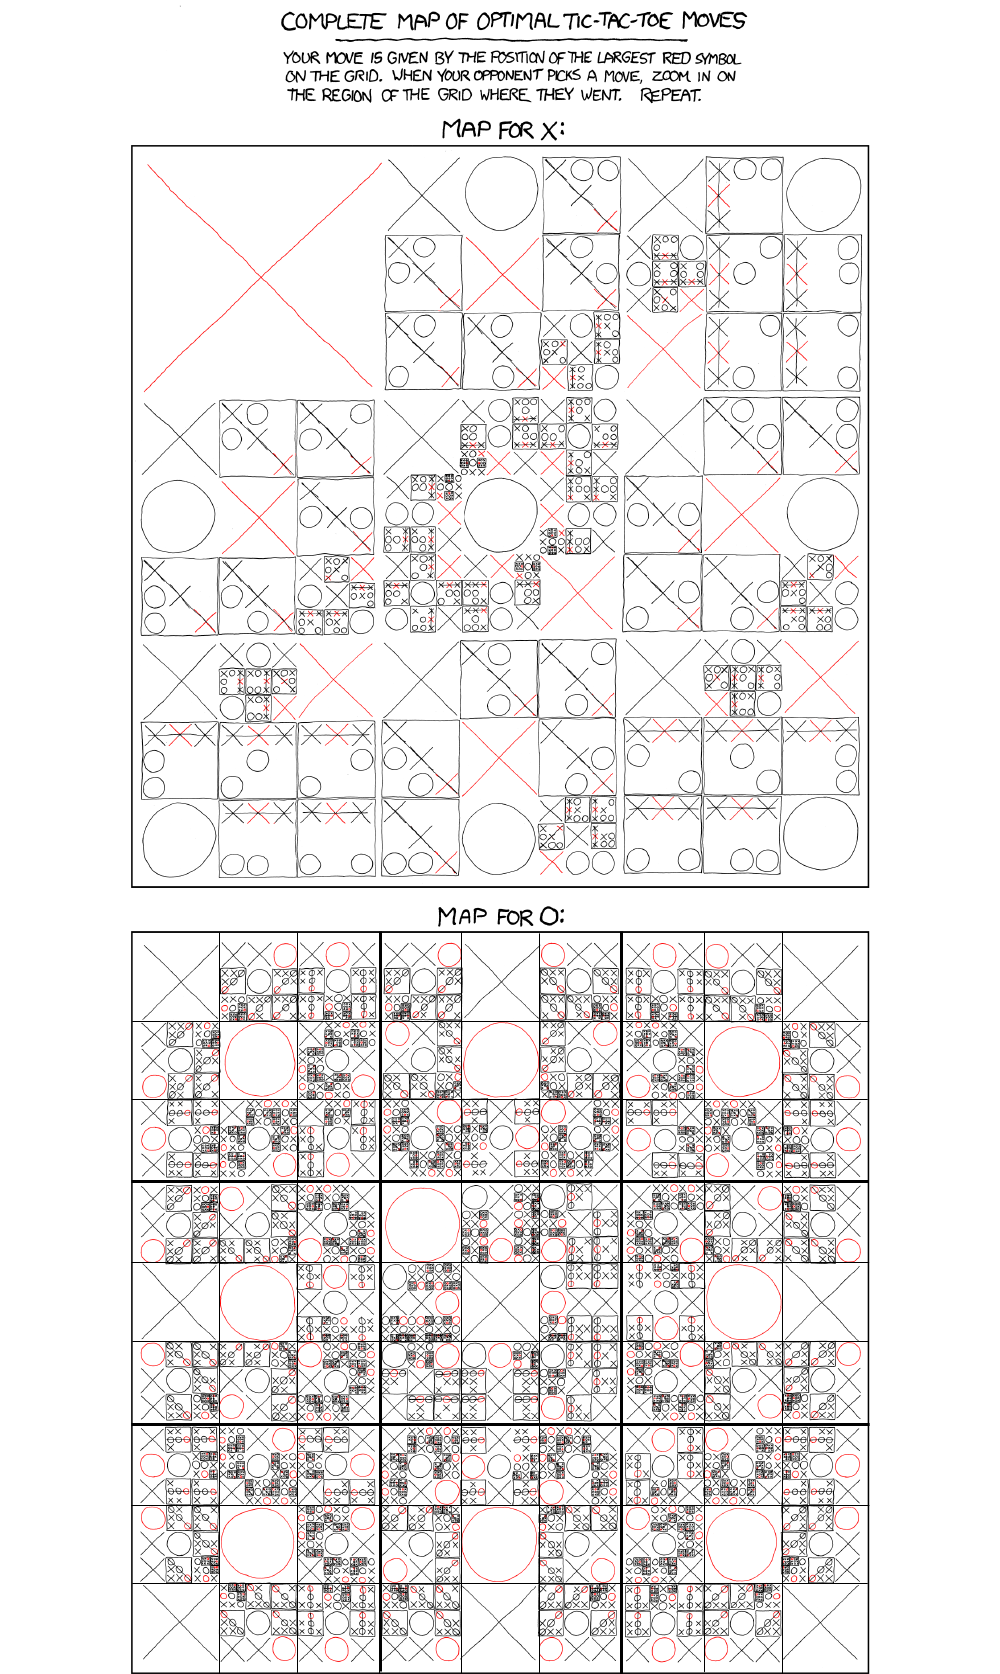 COMPLETE MAP OF OPTIMAL TIC-TAC-TOE MOVES
YOUR MOVE IS GIVEN BY THE POSITION OF THE LARGEST RED SYMBOL
ON THE GRID. WHEN YOUR OPPONENT PICKS A MOVE, ZOOM IN ON
THE REGION OF THE GRID WHERE THEY WENT. REPEAT.
MAP FOR X:
MAP FOR O: